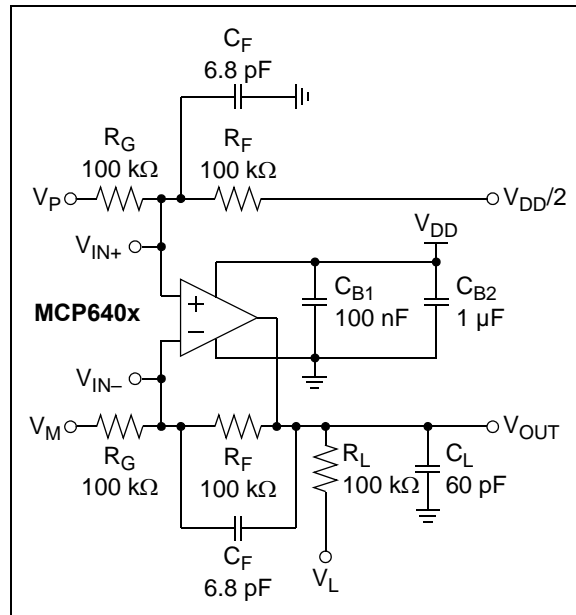 C_F
6.8 pF
R_G
100 kΩ
R_F
100 kΩ
V_P
V_DD/2
V_IN+
V_DD
MCP640x
+
−
C_B1
100 nF
C_B2
1 µF
V_IN–
V_M
V_OUT
R_G
100 kΩ
R_F
100 kΩ
R_L
100 kΩ
C_L
60 pF
C_F
6.8 pF
V_L